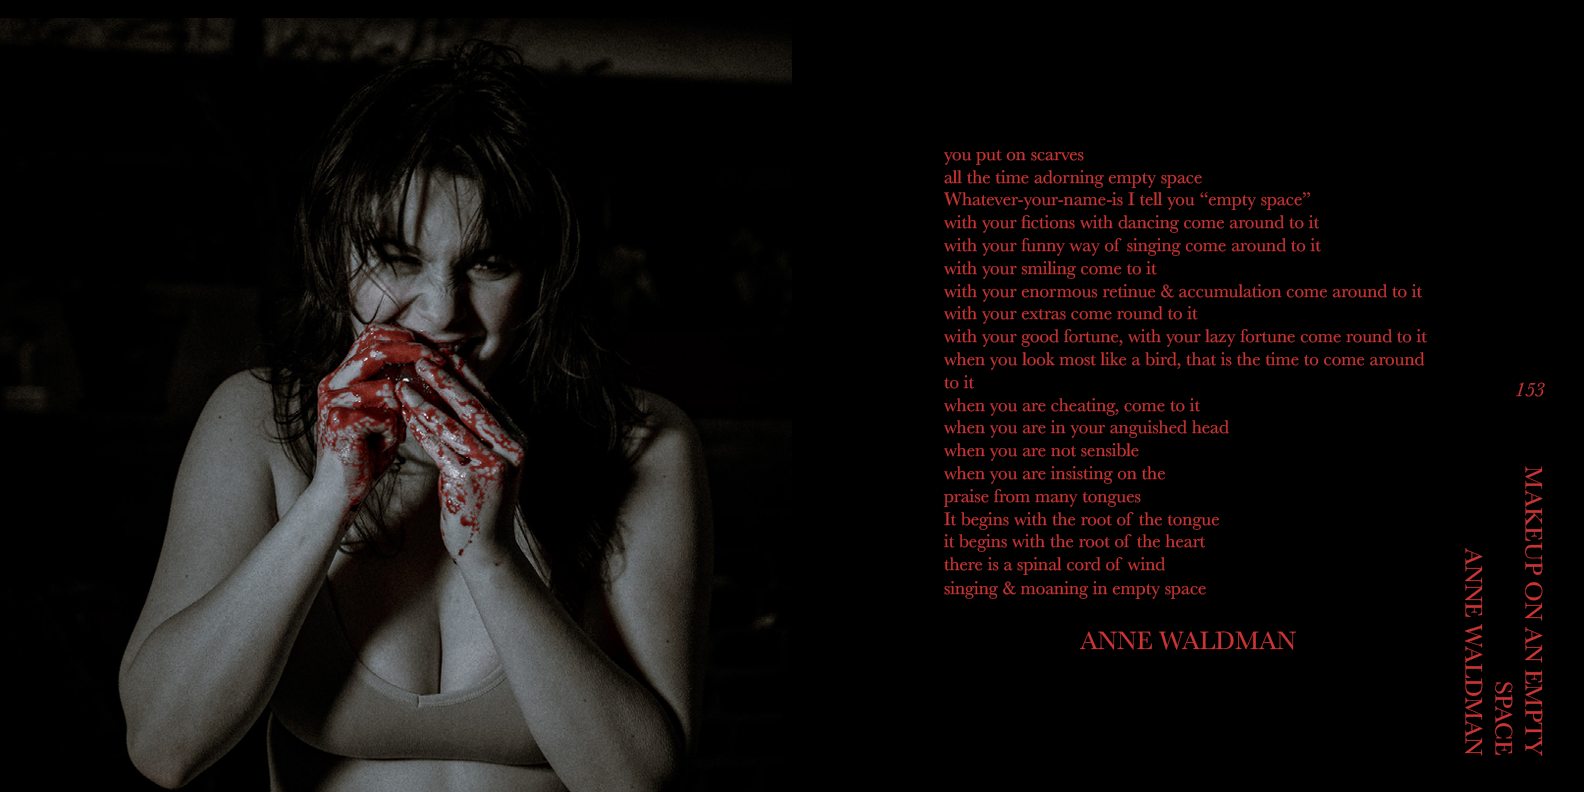 you put on scarves
all the time adorning empty space
Whatever-your-name-is I tell you “empty space”
with your fictions with dancing come around to it
with your funny way of singing come around to it
with your smiling come to it
with your enormous retinue & accumulation come around to it
with your extras come round to it
with your good fortune, with your lazy fortune come round to it
when you look most like a bird, that is the time to come around
to it
when you are cheating, come to it
when you are in your anguished head
when you are not sensible
when you are insisting on the
praise from many tongues
It begins with the root of the tongue
it begins with the root of the heart
there is a spinal cord of wind
singing & moaning in empty space
ANNE WALDMAN
153
MAKEUP ON AN EMPTY
SPACE
ANNE WALDMAN